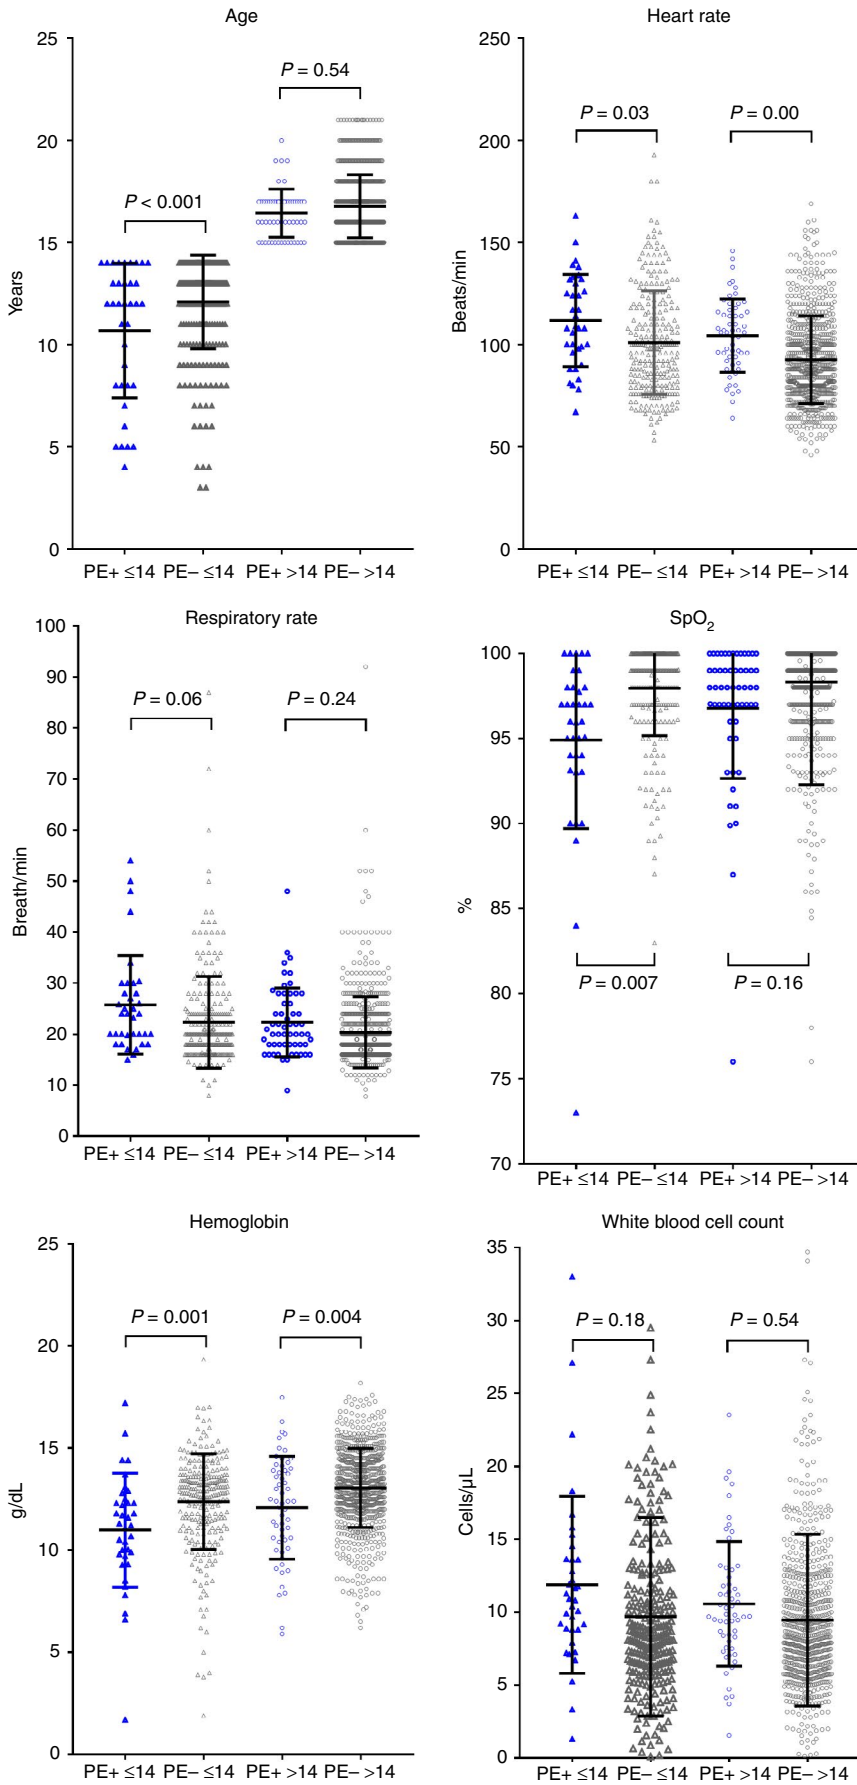 Age
25
20
15
10
5
0
Years
P < 0.001
P = 0.54
PE+ ≤14 PE− ≤14 PE+ >14 PE− >14
Heart rate
250
200
150
100
50
0
Beats/min
P = 0.03
P = 0.00
PE+ ≤14 PE− ≤14 PE+ >14 PE− >14
Respiratory rate
100
90
80
70
60
50
40
30
20
10
0
Breath/min
P = 0.06
P = 0.24
PE+ ≤14 PE− ≤14 PE+ >14 PE− >14
SpO₂
100
95
90
85
80
75
70
%
P = 0.007
P = 0.16
PE+ ≤14 PE− ≤14 PE+ >14 PE− >14
Hemoglobin
25
20
15
10
5
0
g/dL
P = 0.001
P = 0.004
PE+ ≤14 PE− ≤14 PE+ >14 PE− >14
White blood cell count
35
30
25
20
15
10
5
0
Cells/µL
P = 0.18
P = 0.54
PE+ ≤14 PE− ≤14 PE+ >14 PE− >14